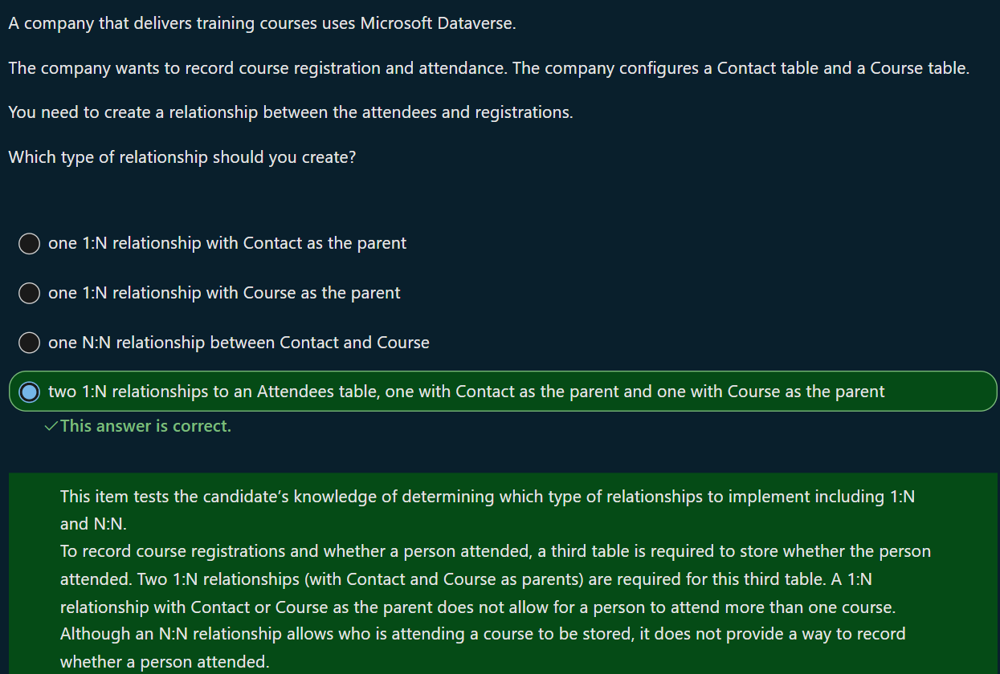 A company that delivers training courses uses Microsoft Dataverse.
The company wants to record course registration and attendance. The company configures a Contact table and a Course table.
You need to create a relationship between the attendees and registrations.
Which type of relationship should you create?
one 1:N relationship with Contact as the parent
one 1:N relationship with Course as the parent
one N:N relationship between Contact and Course
two 1:N relationships to an Attendees table, one with Contact as the parent and one with Course as the parent
✓This answer is correct.
This item tests the candidate’s knowledge of determining which type of relationships to implement including 1:N
and N:N.
To record course registrations and whether a person attended, a third table is required to store whether the person
attended. Two 1:N relationships (with Contact and Course as parents) are required for this third table. A 1:N
relationship with Contact or Course as the parent does not allow for a person to attend more than one course.
Although an N:N relationship allows who is attending a course to be stored, it does not provide a way to record
whether a person attended.